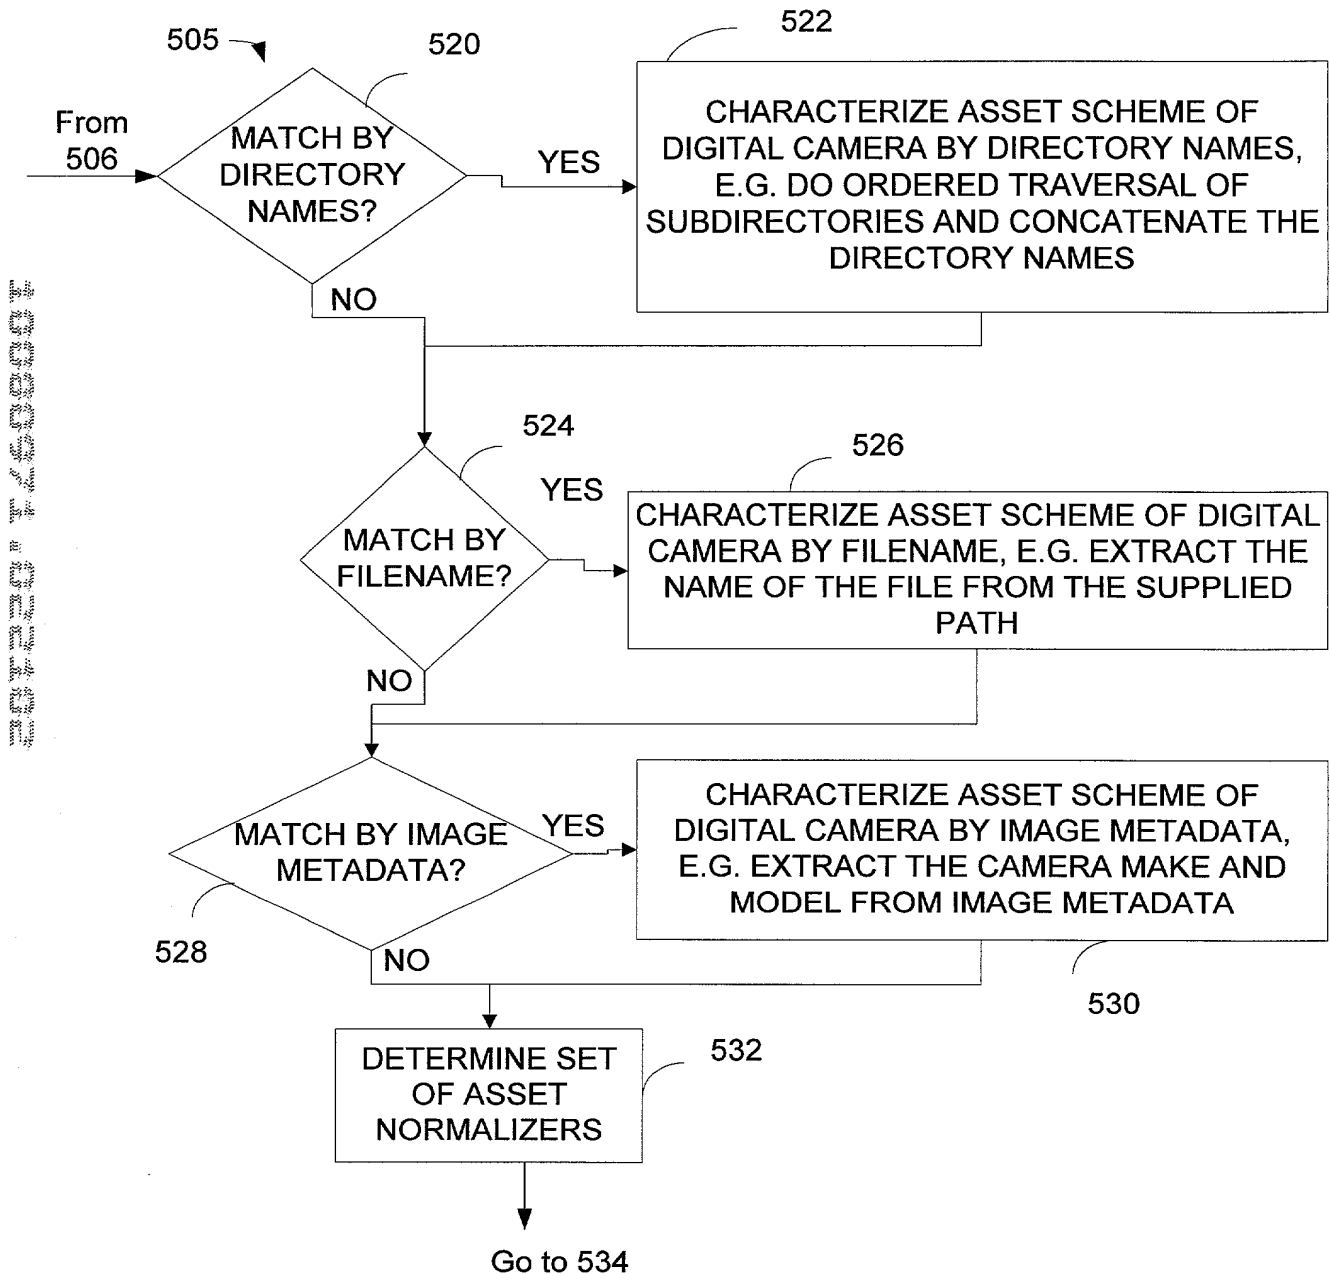 505
520
522
From
506
MATCH BY
DIRECTORY
NAMES?
YES
CHARACTERIZE ASSET SCHEME OF
DIGITAL CAMERA BY DIRECTORY NAMES,
E.G. DO ORDERED TRAVERSAL OF
SUBDIRECTORIES AND CONCATENATE THE
DIRECTORY NAMES
NO
524
526
MATCH BY
FILENAME?
YES
CHARACTERIZE ASSET SCHEME OF DIGITAL
CAMERA BY FILENAME, E.G. EXTRACT THE
NAME OF THE FILE FROM THE SUPPLIED
PATH
NO
MATCH BY IMAGE
METADATA?
YES
CHARACTERIZE ASSET SCHEME OF
DIGITAL CAMERA BY IMAGE METADATA,
E.G. EXTRACT THE CAMERA MAKE AND
MODEL FROM IMAGE METADATA
528
NO
530
DETERMINE SET
OF ASSET
NORMALIZERS
532
Go to 534
10080971.022102